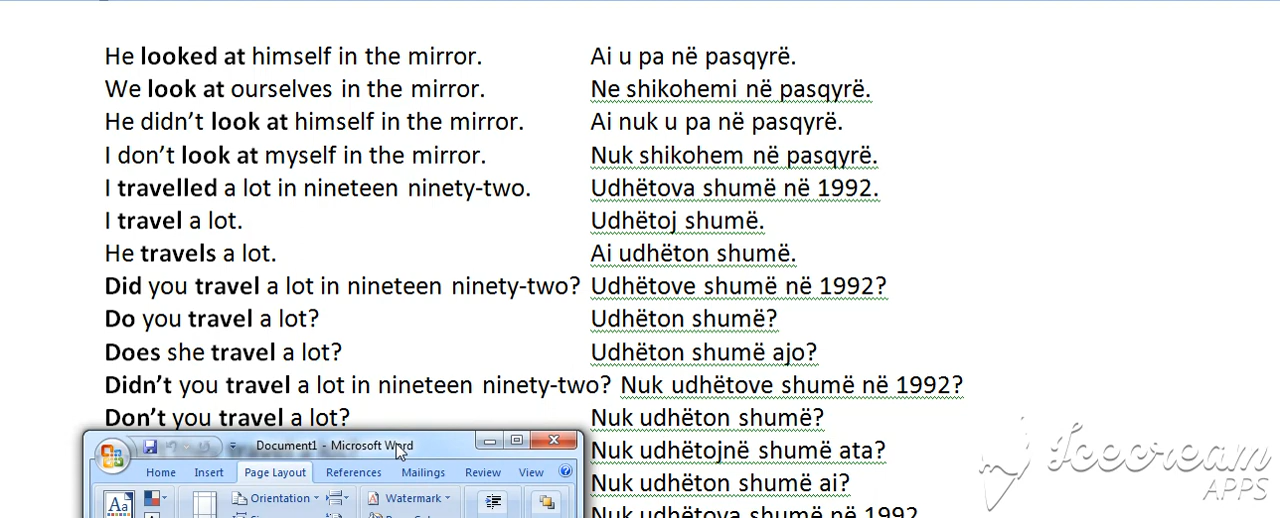 He looked at himself in the mirror. Ai u pa në pasqyrë.
We look at ourselves in the mirror. Ne shikohemi në pasqyrë.
He didn't look at himself in the mirror. Ai nuk u pa në pasqyrë.
I don't look at myself in the mirror. Nuk shikohem në pasqyrë.
I travelled a lot in nineteen ninety-two. Udhëtova shumë në 1992.
I travel a lot. Udhëtoj shumë.
He travels a lot. Ai udhëton shumë.
Did you travel a lot in nineteen ninety-two? Udhëtove shumë në 1992?
Do you travel a lot? Udhëton shumë?
Does she travel a lot? Udhëton shumë ajo?
Didn't you travel a lot in nineteen ninety-two? Nuk udhëtove shumë në 1992?
Don't you travel a lot? Nuk udhëton shumë?
Nuk udhëtojnë shumë ata?
Nuk udhëton shumë ai?
Nuk udhëtova shumë në 1992
Document1 - Microsoft Word
Home Insert Page Layout References Mailings Review View
Aa Orientation Watermark
Icecream
APPS